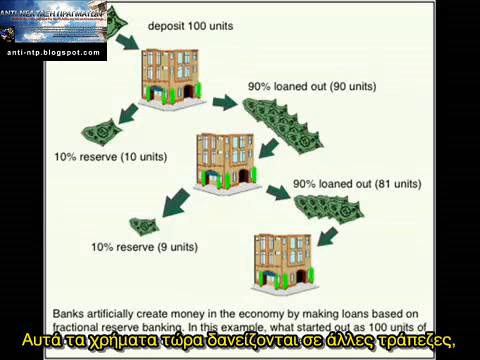 ΑΝΤΙ-ΝΕΑ ΤΑΞΗ ΠΡΑΓΜΑΤΩΝ
anti-ntp.blogspot.com
deposit 100 units
90% loaned out (90 units)
10% reserve (10 units)
90% loaned out (81 units)
10% reserve (9 units)
Banks artificially create money in the economy by making loans based on
fractional reserve banking. In this example, what started out as 100 units of
Αυτά τα χρήματα τώρα δανείζονται σε άλλες τράπεζες,